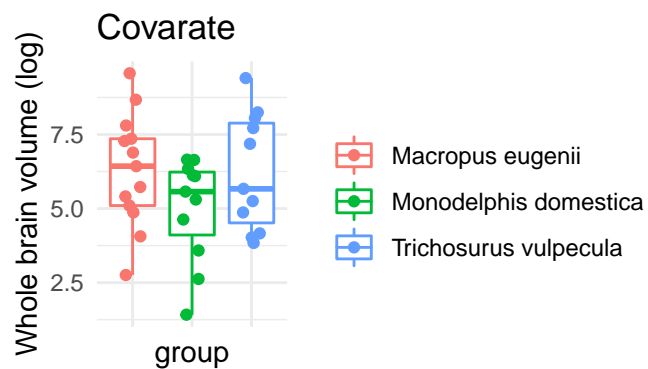 Covarate
Whole brain volume (log)
7.5
5.0
2.5
group
Macropus eugenii
Monodelphis domestica
Trichosurus vulpecula